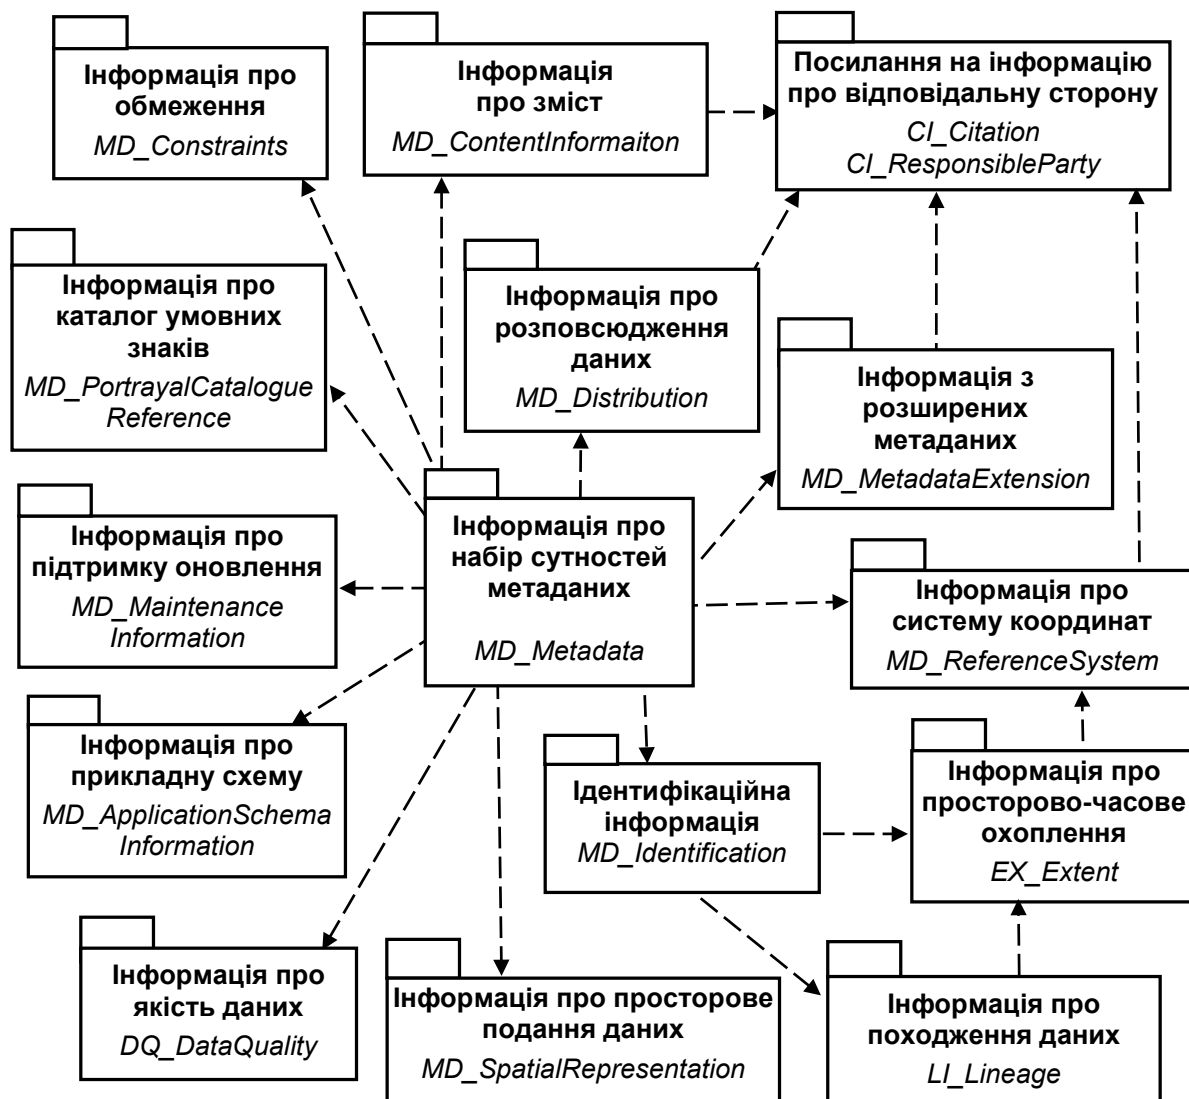 Інформація про
обмеження
MD_Constraints
Інформація
про зміст
MD_ContentInformaiton
Посилання на інформацію
про відповідальну сторону
CI_Citation
CI_ResponsibleParty
Інформація про
каталог умовних
знаків
MD_PortrayalCatalogue
Reference
Інформація про
розповсюдження
даних
MD_Distribution
Інформація з
розширених
метаданих
MD_MetadataExtension
Інформація про
підтримку оновлення
MD_Maintenance
Information
Інформація про
набір сутностей
метаданих
MD_Metadata
Інформація про
систему координат
MD_ReferenceSystem
Інформація про
прикладну схему
MD_ApplicationSchema
Information
Ідентифікаційна
інформація
MD_Identification
Інформація про
просторово-часове
охоплення
EX_Extent
Інформація про
якість даних
DQ_DataQuality
Інформація про просторове
подання даних
MD_SpatialRepresentation
Інформація про
походження даних
LI_Lineage